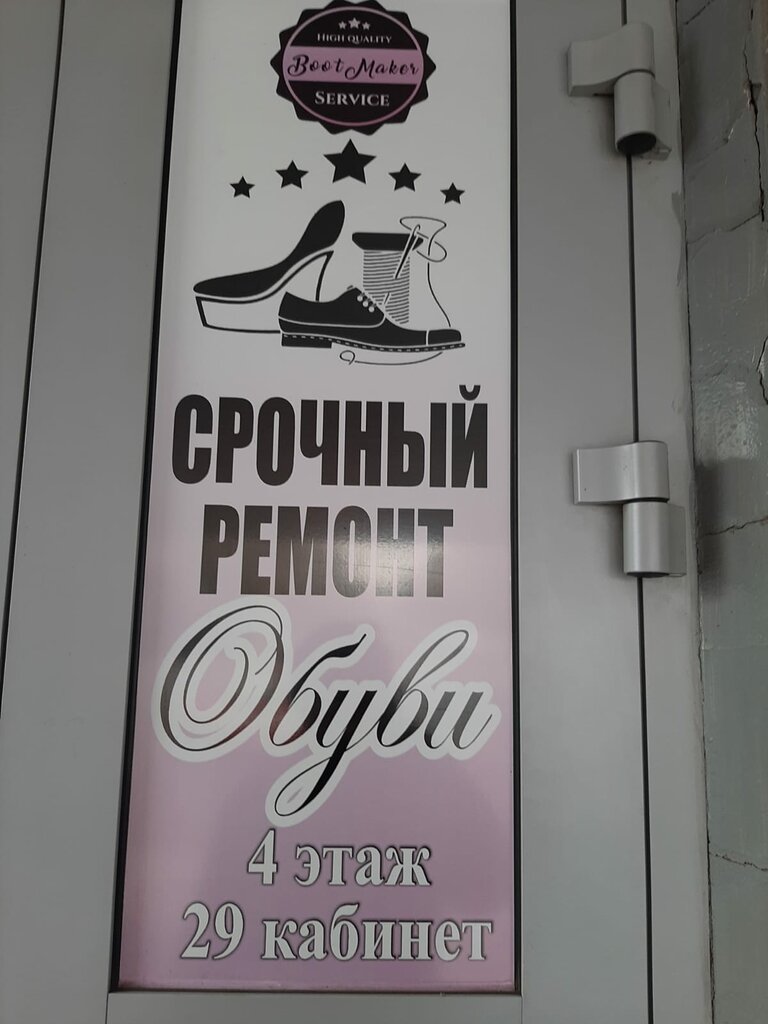 HIGH QUALITY
Boot Maker
SERVICE
СРОЧНЫЙ
РЕМОНТ
Обуви
4 этаж
29 кабинет